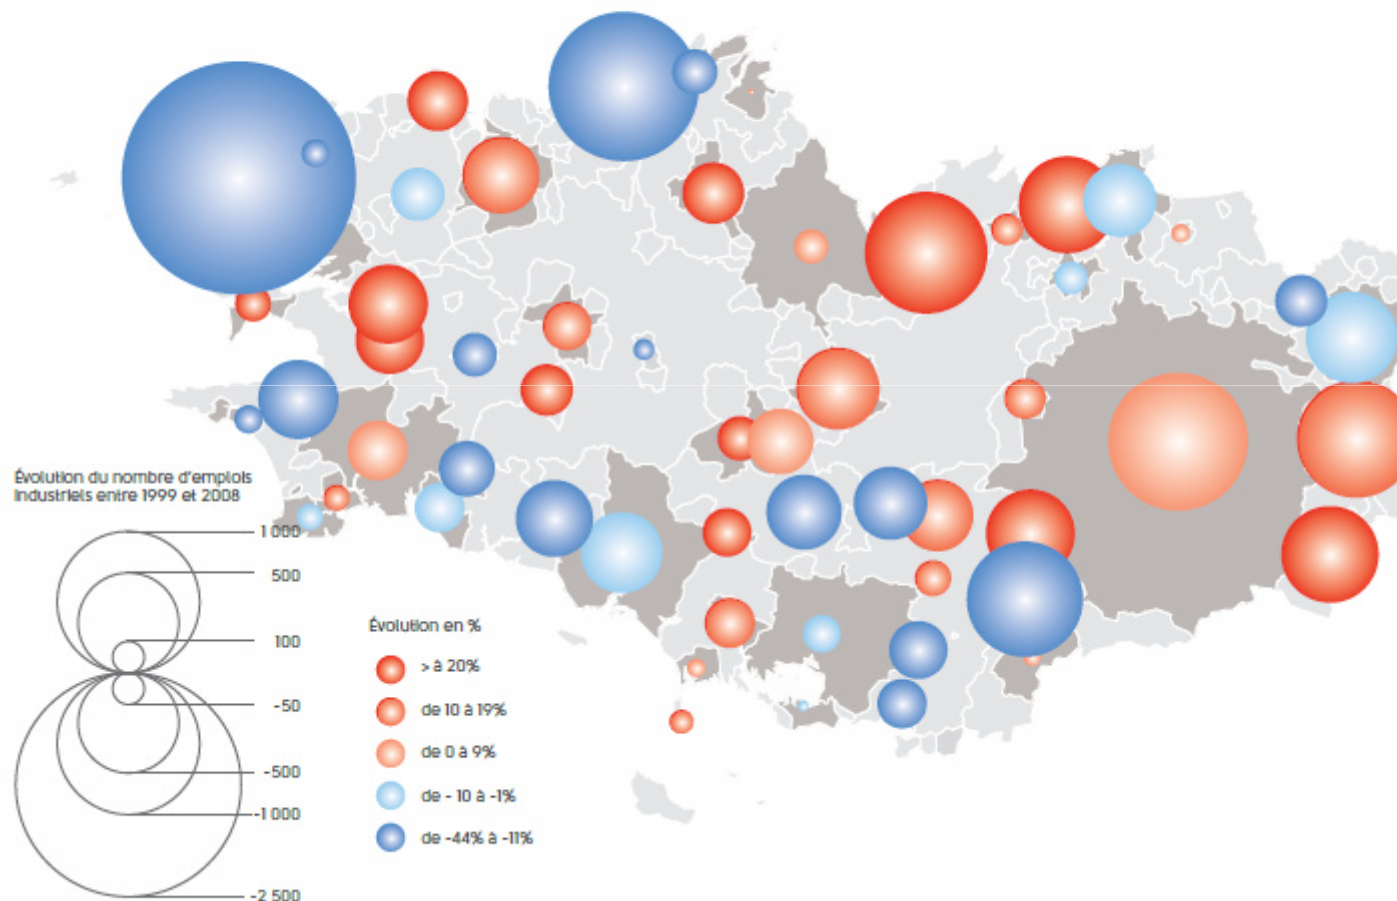 Évolution du nombre d'emplois
Industriels entre 1999 et 2008
1 000
500
100
-50
-500
-1 000
-2 500
Évolution en %
> à 20%
de 10 à 19%
de 0 à 9%
de - 10 à -1%
de -44% à -11%